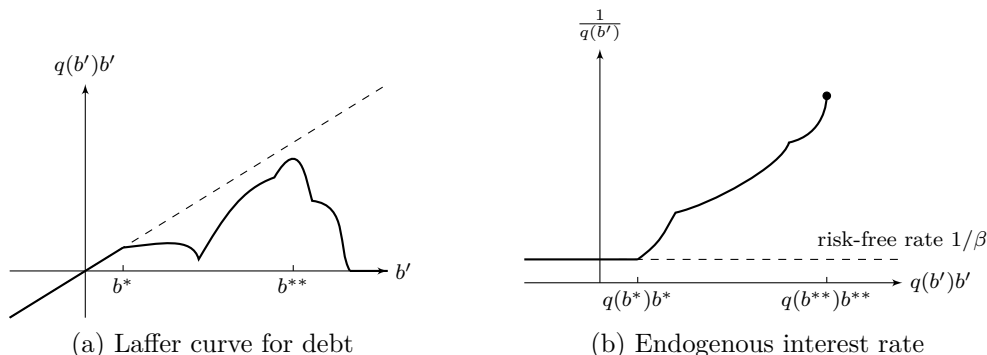 q(b′)b′
b′
b*
b**
(a) Laffer curve for debt
1/q(b′)
risk-free rate 1/β
q(b′)b′
q(b*)b*
q(b**)b**
(b) Endogenous interest rate